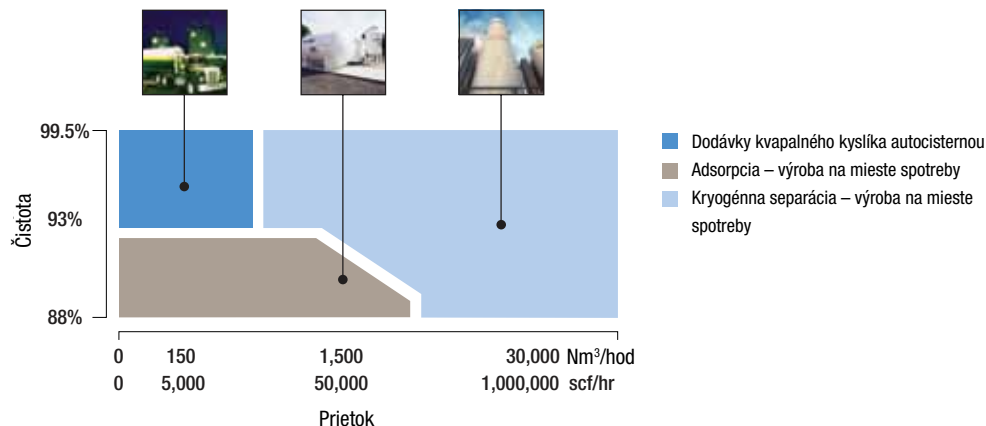 99.5%
93%
88%
Čistota
0 150 1,500 30,000 Nm³/hod
0 5,000 50,000 1,000,000 scf/hr
Prietok
Dodávky kvapalného kyslíka autocisternou
Adsorpcia – výroba na mieste spotreby
Kryogénna separácia – výroba na mieste
spotreby